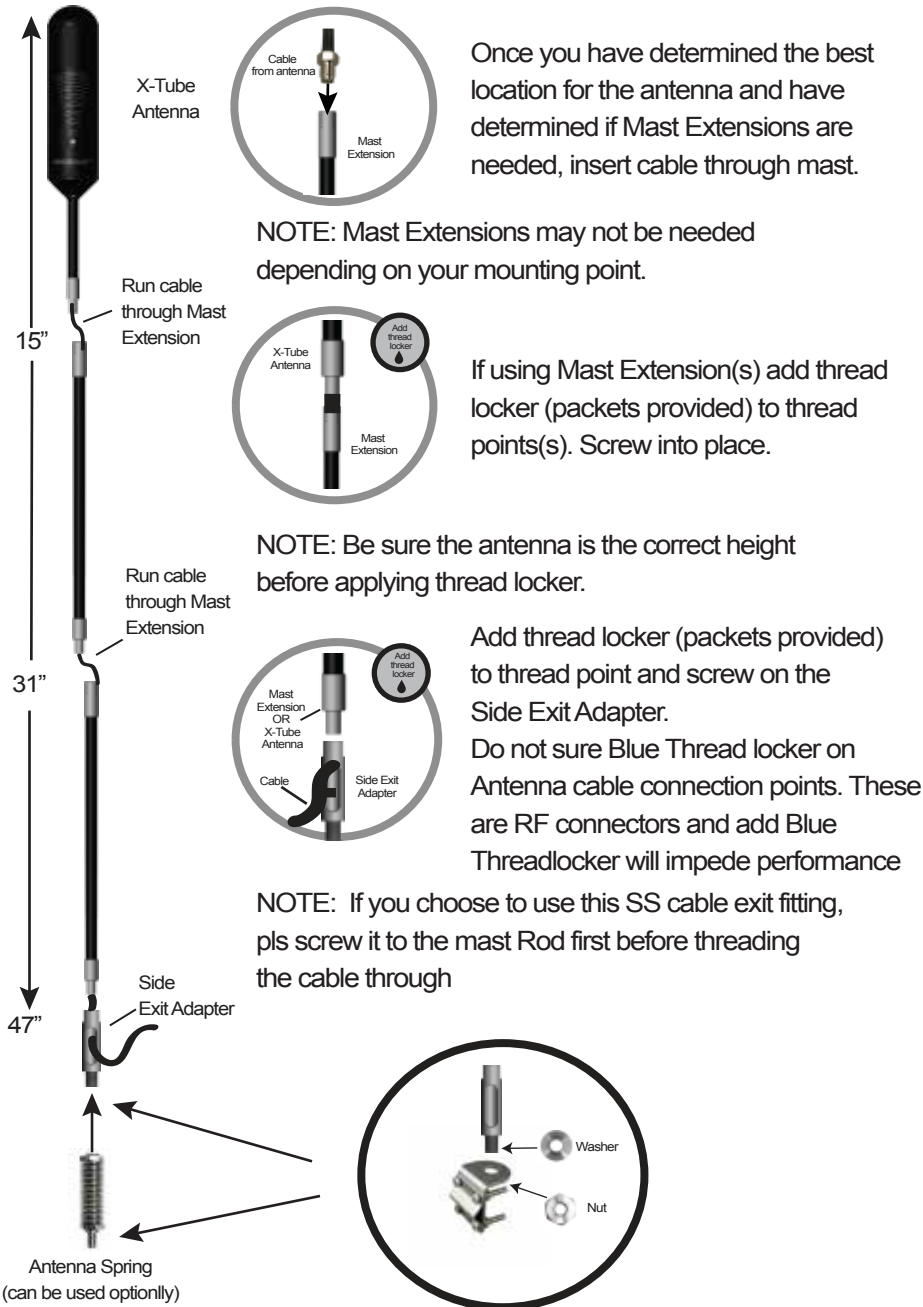 X-Tube
Antenna
Cable
from antenna
Mast
Extension
Once you have determined the best
location for the antenna and have
determined if Mast Extensions are
needed, insert cable through mast.
NOTE: Mast Extensions may not be needed
depending on your mounting point.
Run cable
through Mast
Extension
15”
X-Tube
Antenna
Add
thread
locker
Mast
Extension
If using Mast Extension(s) add thread
locker (packets provided) to thread
points(s). Screw into place.
NOTE: Be sure the antenna is the correct height
before applying thread locker.
Run cable
through Mast
Extension
31”
Add
thread
locker
Mast
Extension
OR
X-Tube
Antenna
Cable
Side Exit
Adapter
Add thread locker (packets provided)
to thread point and screw on the
Side Exit Adapter.
Do not sure Blue Thread locker on
Antenna cable connection points. These
are RF connectors and add Blue
Threadlocker will impede performance
NOTE: If you choose to use this SS cable exit fitting,
pls screw it to the mast Rod first before threading
the cable through
Side
Exit Adapter
47”
Washer
Nut
Antenna Spring
(can be used optionlly)